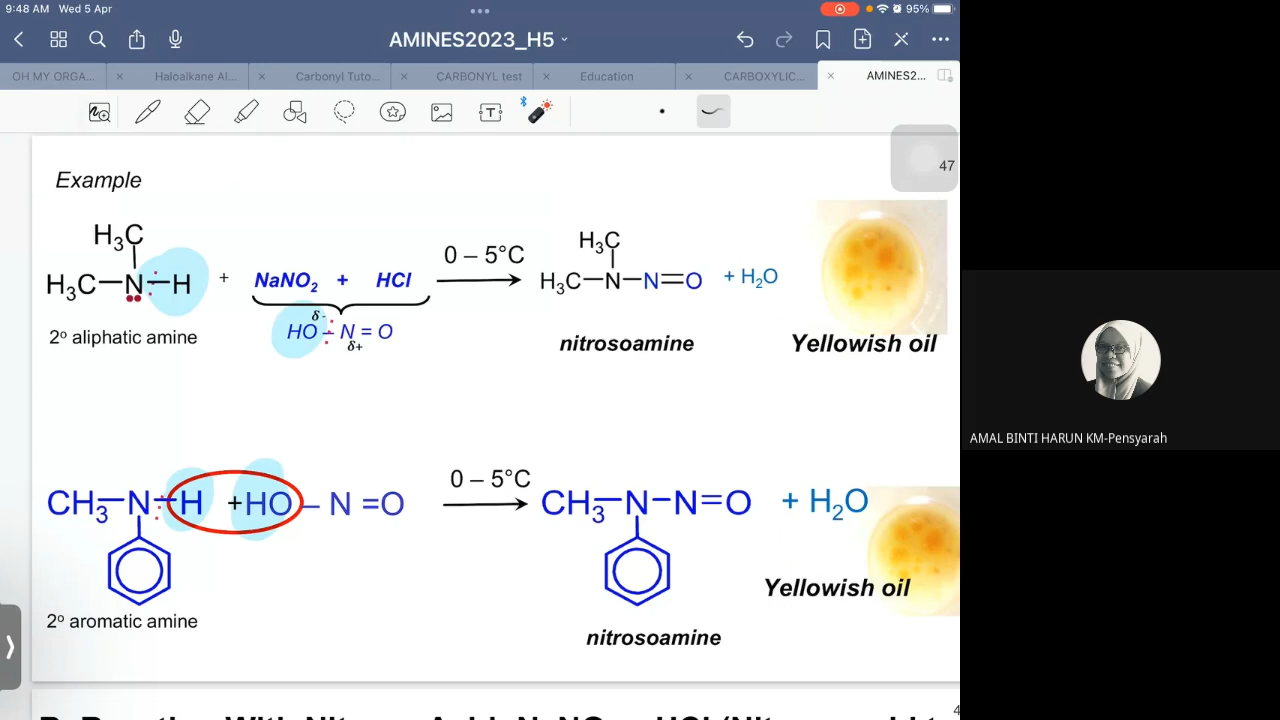 9:48 AM Wed 5 Apr
95%
AMINES2023_H5
OH MY ORGA...
Haloalkane Al...
Carbonyl Tuto...
CARBONYL test
Education
CARBOXYLIC...
AMINES2...
47
Example
H₃C
H₃C–N–H + NaNO₂ + HCl 0 – 5°C H₃C–N–N=O + H₂O
H₃C
δ-
HO – N = O
δ+
2º aliphatic amine
nitrosoamine
Yellowish oil
CH₃–N–H + HO – N =O 0 – 5°C CH₃–N–N=O + H₂O
2º aromatic amine
nitrosoamine
Yellowish oil
AMAL BINTI HARUN KM-Pensyarah